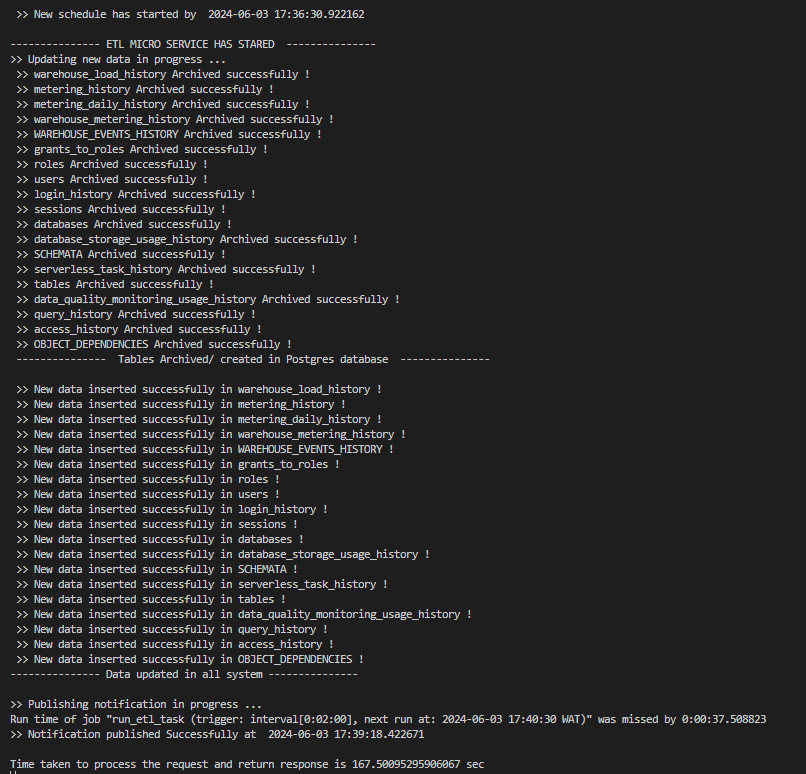 >> New schedule has started by  2024-06-03 17:36:30.922162
--------------- ETL MICRO SERVICE HAS STARED  ---------------
>> Updating new data in progress ...
>> warehouse_load_history Archived successfully !
>> metering_history Archived successfully !
>> metering_daily_history Archived successfully !
>> warehouse_metering_history Archived successfully !
>> WAREHOUSE_EVENTS_HISTORY Archived successfully !
>> grants_to_roles Archived successfully !
>> roles Archived successfully !
>> users Archived successfully !
>> login_history Archived successfully !
>> sessions Archived successfully !
>> databases Archived successfully !
>> database_storage_usage_history Archived successfully !
>> SCHEMATA Archived successfully !
>> serverless_task_history Archived successfully !
>> tables Archived successfully !
>> data_quality_monitoring_usage_history Archived successfully !
>> query_history Archived successfully !
>> access_history Archived successfully !
>> OBJECT_DEPENDENCIES Archived successfully !
---------------  Tables Archived/ created in Postgres database  ---------------
>> New data inserted successfully in warehouse_load_history !
>> New data inserted successfully in metering_history !
>> New data inserted successfully in metering_daily_history !
>> New data inserted successfully in warehouse_metering_history !
>> New data inserted successfully in WAREHOUSE_EVENTS_HISTORY !
>> New data inserted successfully in grants_to_roles !
>> New data inserted successfully in roles !
>> New data inserted successfully in users !
>> New data inserted successfully in login_history !
>> New data inserted successfully in sessions !
>> New data inserted successfully in databases !
>> New data inserted successfully in database_storage_usage_history !
>> New data inserted successfully in SCHEMATA !
>> New data inserted successfully in serverless_task_history !
>> New data inserted successfully in tables !
>> New data inserted successfully in data_quality_monitoring_usage_history !
>> New data inserted successfully in query_history !
>> New data inserted successfully in access_history !
>> New data inserted successfully in OBJECT_DEPENDENCIES !
--------------- Data updated in all system ---------------
>> Publishing notification in progress ...
Run time of job "run_etl_task (trigger: interval[0:02:00], next run at: 2024-06-03 17:40:30 WAT)" was missed by 0:00:37.508823
>> Notification published Successfully at  2024-06-03 17:39:18.422671
Time taken to process the request and return response is 167.50095295906067 sec